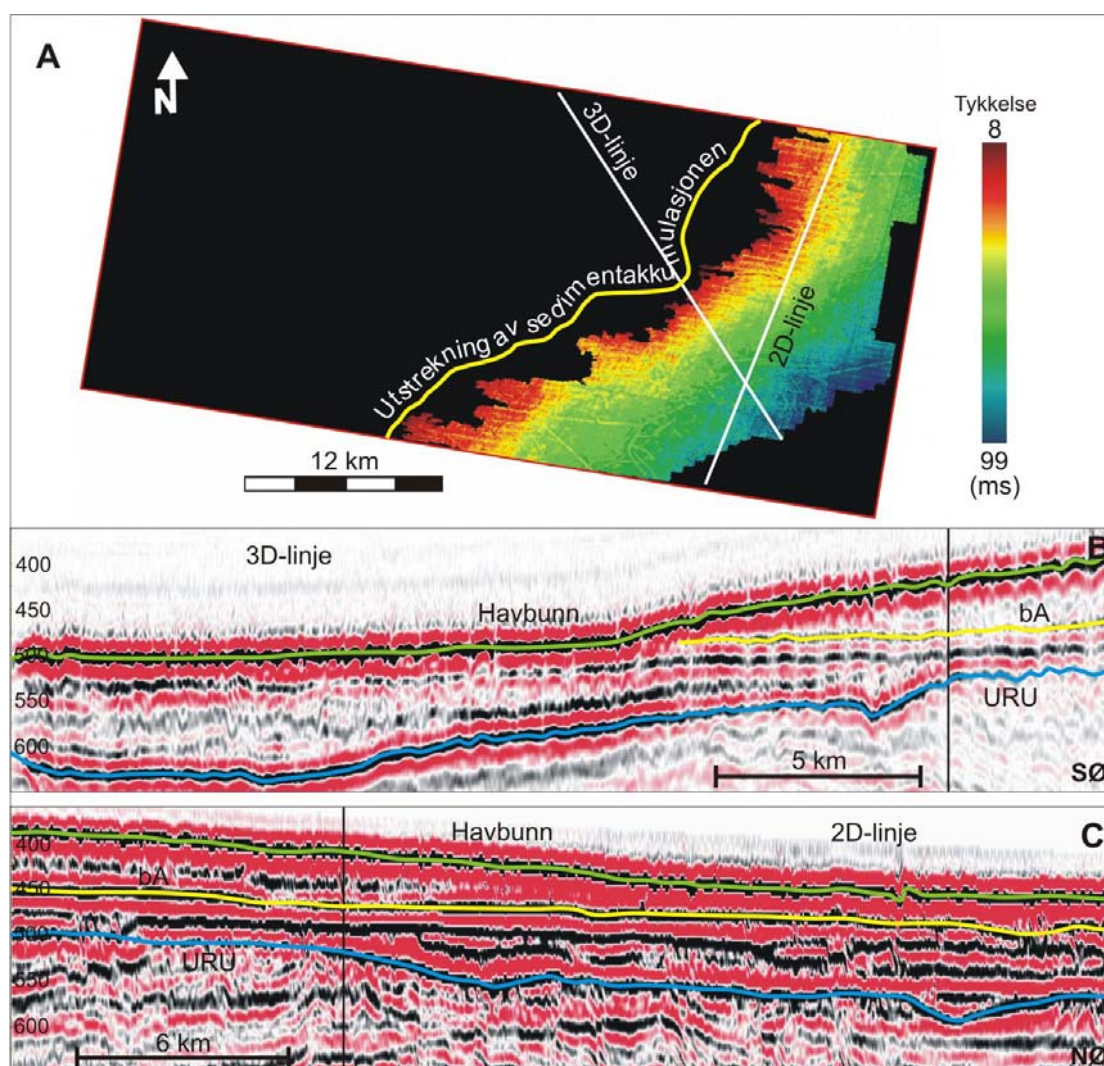 A
N
3D-linje
Utstrekning av sedimentakkumulasjonen
2D-linje
Tykkelse
8
99
(ms)
12 km
3D-linje
B
400
450
Havbunn
bA
500
550
URU
600
5 km
SØ
Havbunn
2D-linje
C
400
bA
450
500
URU
550
600
6 km
NØ